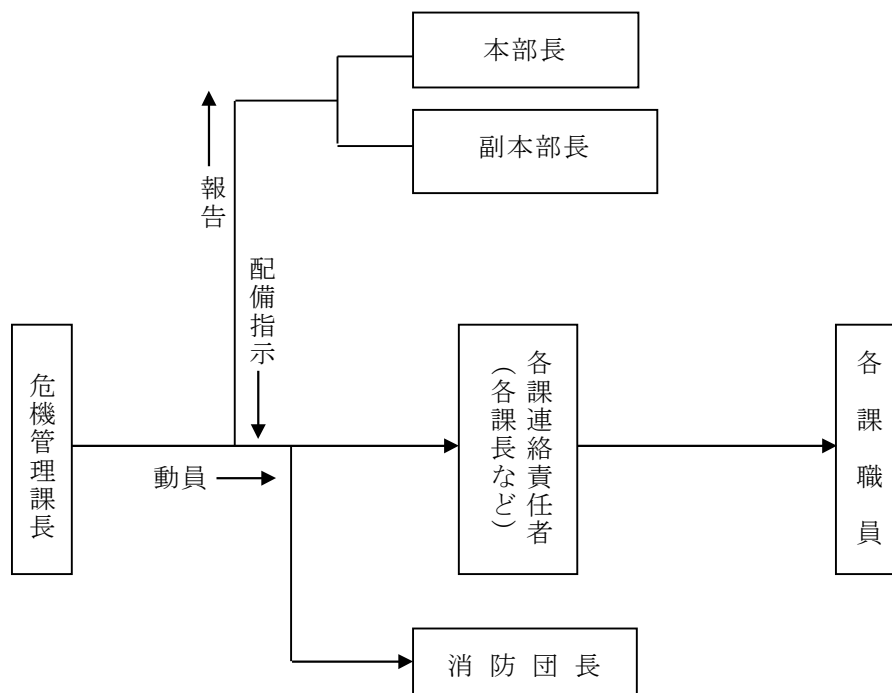 本部長
副本部長
報告
配備指示
危機管理課長
動員
各課連絡責任者
（各課長など）
各課職員
消防団長